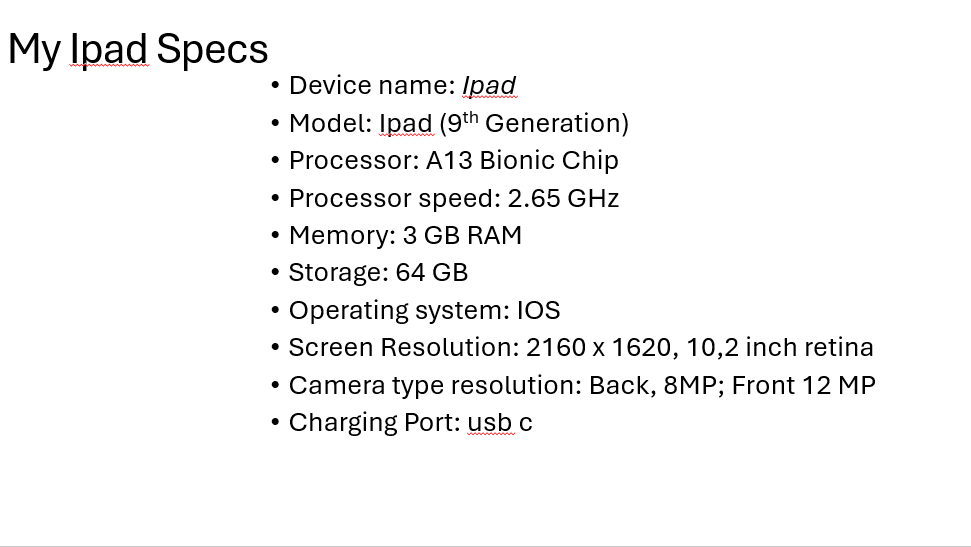 My Ipad Specs
• Device name: Ipad
• Model: Ipad (9th Generation)
• Processor: A13 Bionic Chip
• Processor speed: 2.65 GHz
• Memory: 3 GB RAM
• Storage: 64 GB
• Operating system: IOS
• Screen Resolution: 2160 x 1620, 10,2 inch retina
• Camera type resolution: Back, 8MP; Front 12 MP
• Charging Port: usb c